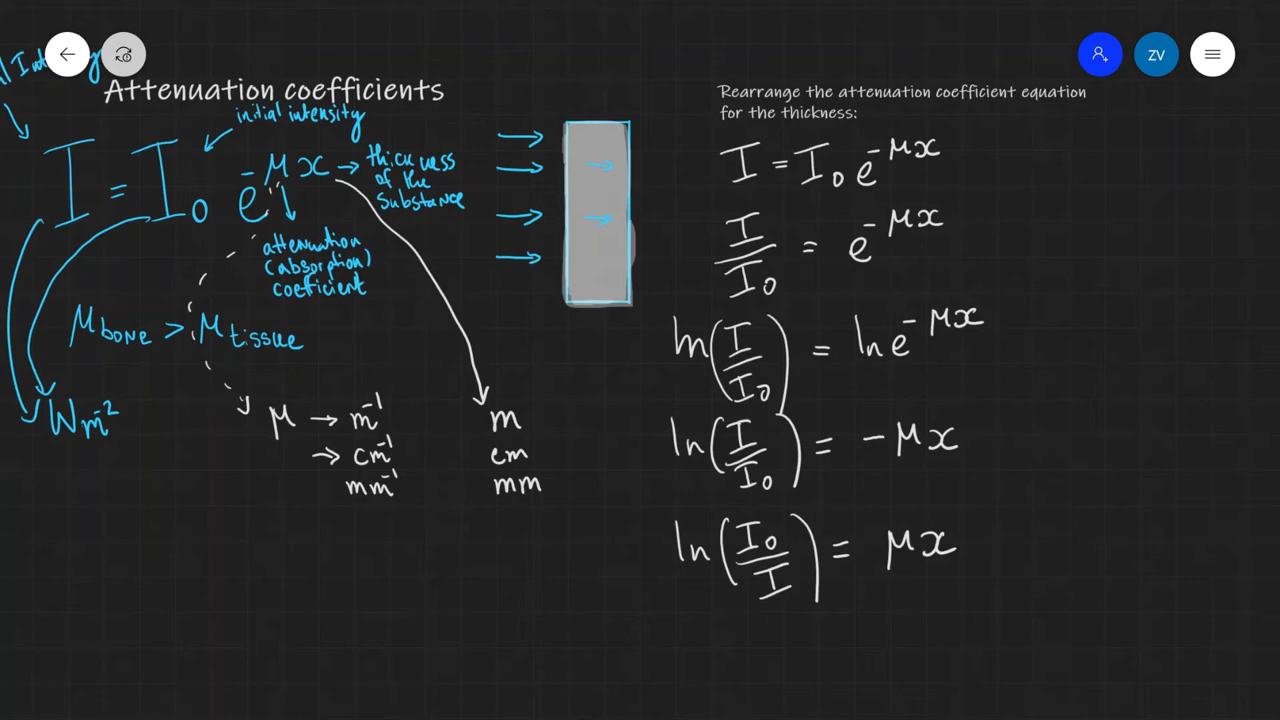 ZV
Attenuation coefficients
initial intensity
I = I₀ e^-μx → thickness
of the
substance
attenuation
(absorption)
coefficient
μbone > μtissue
Wm⁻²
μ → m⁻¹
→ cm⁻¹
mm⁻¹
m
cm
mm
Rearrange the attenuation coefficient equation
for the thickness:
I = I₀e^-μx
I/I₀ = e^-μx
ln(I/I₀) = ln e^-μx
ln(I/I₀) = -μx
ln(I₀/I) = μx